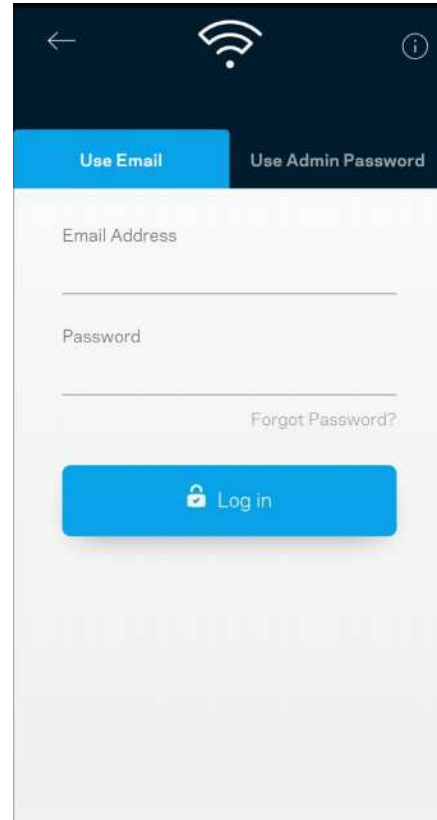 Use Email
Use Admin Password
Email Address
Password
Forgot Password?
Log in